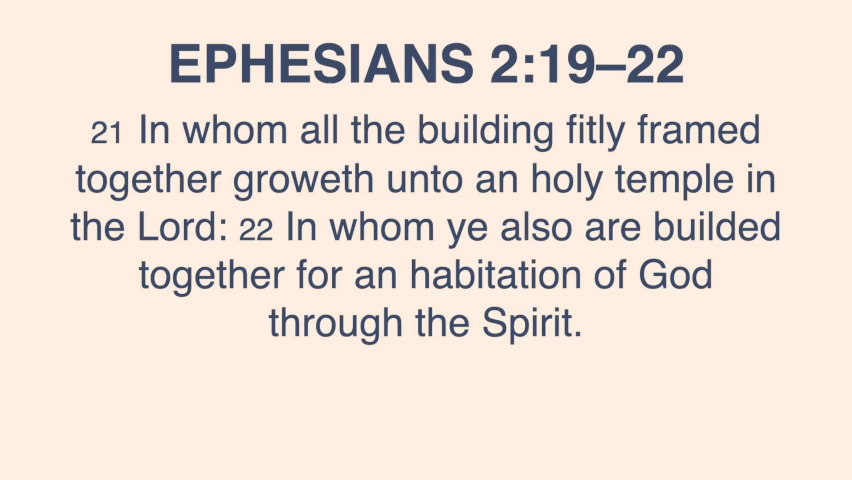 EPHESIANS 2:19–22
21 In whom all the building fitly framed
together groweth unto an holy temple in
the Lord: 22 In whom ye also are builded
together for an habitation of God
through the Spirit.